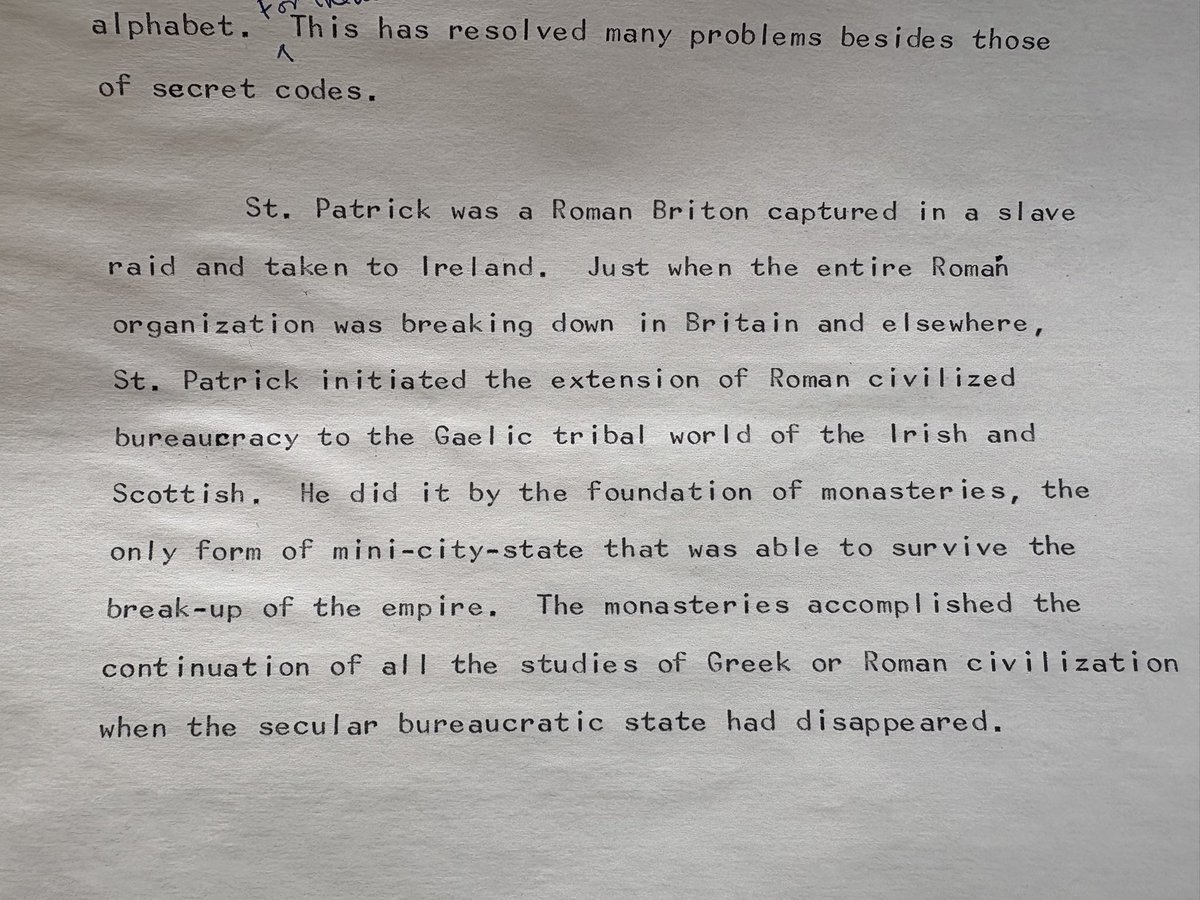 for
alphabet. This has resolved many problems besides those
of secret codes.
St. Patrick was a Roman Briton captured in a slave
raid and taken to Ireland. Just when the entire Roman
organization was breaking down in Britain and elsewhere,
St. Patrick initiated the extension of Roman civilized
bureaucracy to the Gaelic tribal world of the Irish and
Scottish. He did it by the foundation of monasteries, the
only form of mini-city-state that was able to survive the
break-up of the empire. The monasteries accomplished the
continuation of all the studies of Greek or Roman civilization
when the secular bureaucratic state had disappeared.